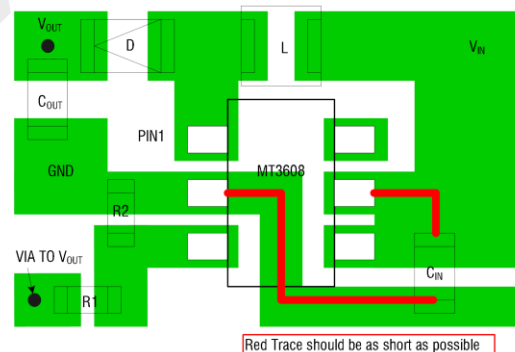 VOUT
D
L
VIN
COUT
PIN1
GND
MT3608
R2
VIA TO VOUT
R1
CIN
Red Trace should be as short as possible